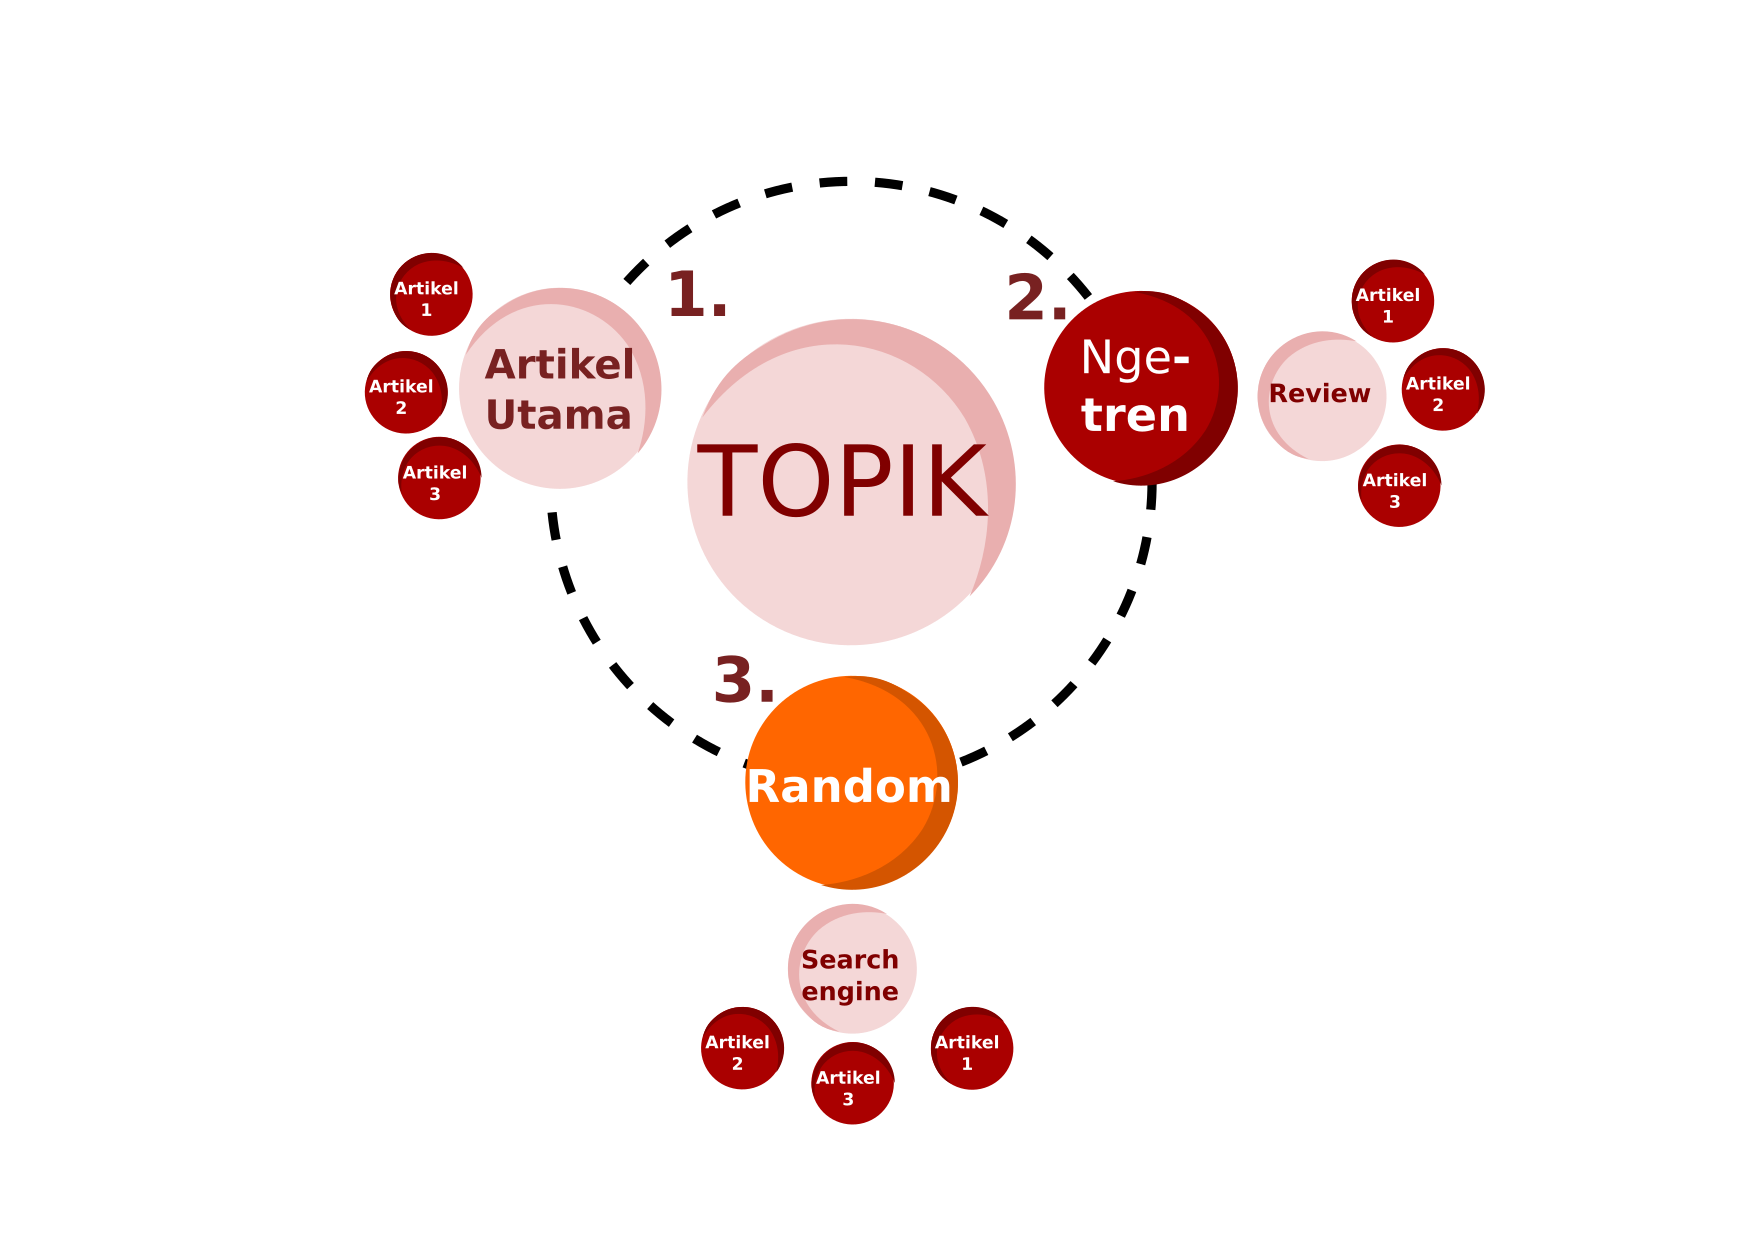 1.
2.
Artikel
1
Artikel
2
Artikel
3
Artikel
Utama
TOPIK
Nge-
tren
Review
Artikel
1
Artikel
2
Artikel
3
3.
Random
Search
engine
Artikel
2
Artikel
3
Artikel
1